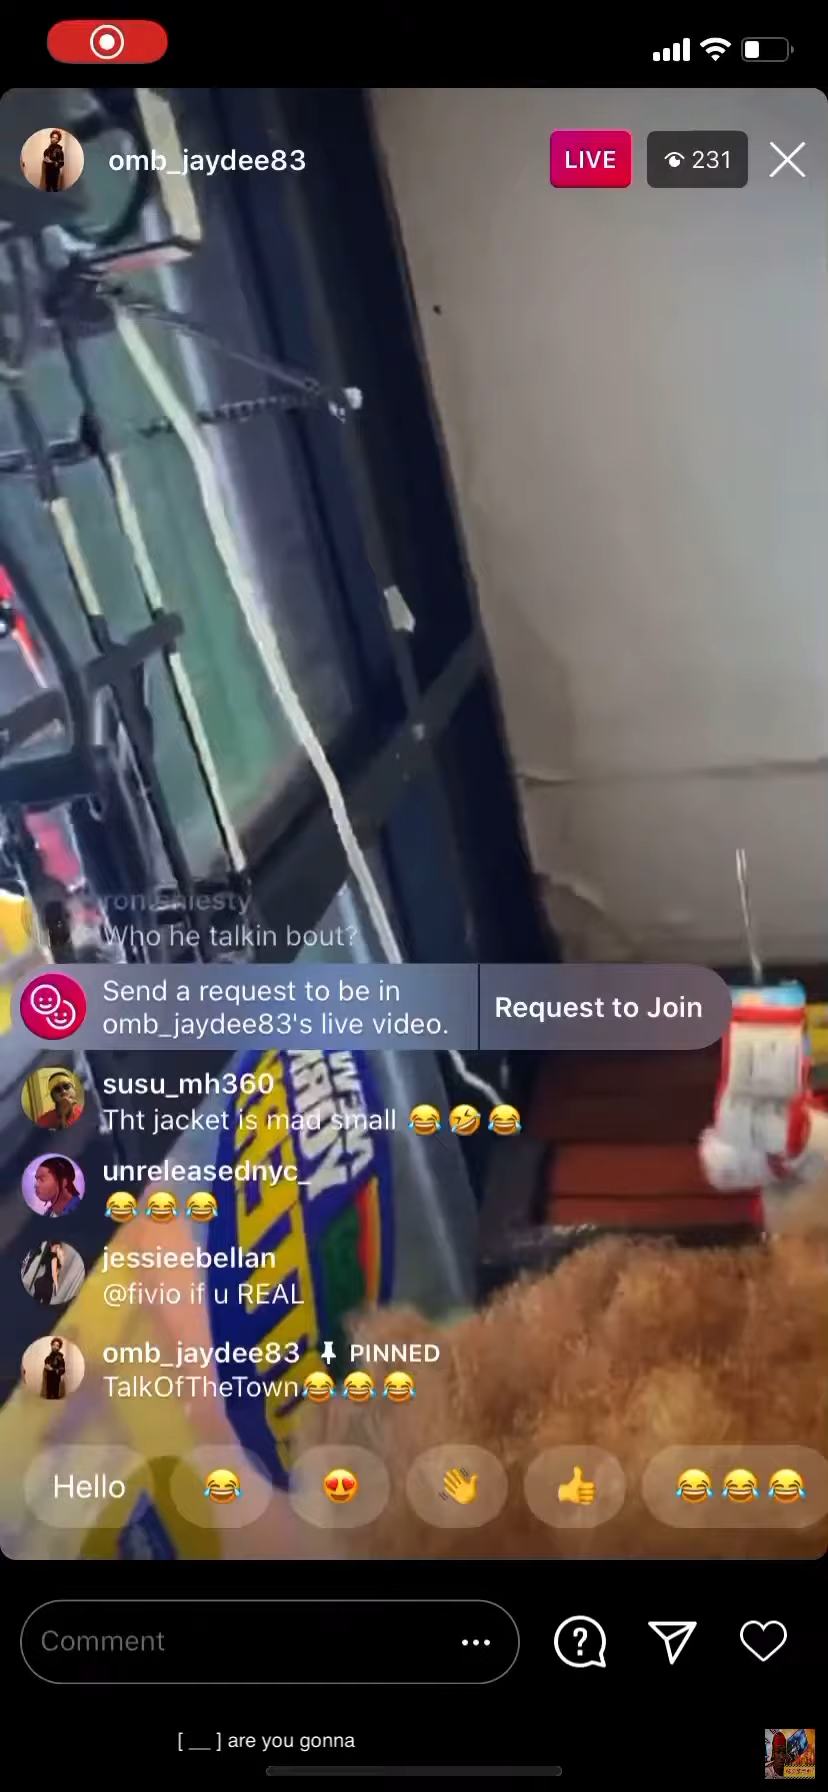 omb_jaydee83
LIVE
231
Who he talkin bout?
Send a request to be in
omb_jaydee83's live video.
Request to Join
susu_mh360
Tht jacket is mad small 😂🤣😂
unreleasednyc_
😂😂😂
jessieebellan
@fivio if u REAL
omb_jaydee83 PINNED
TalkOfTheTown😂😂😂
Hello 😂 😍 👋 👍 😂😂😂
Comment
[ __ ] are you gonna